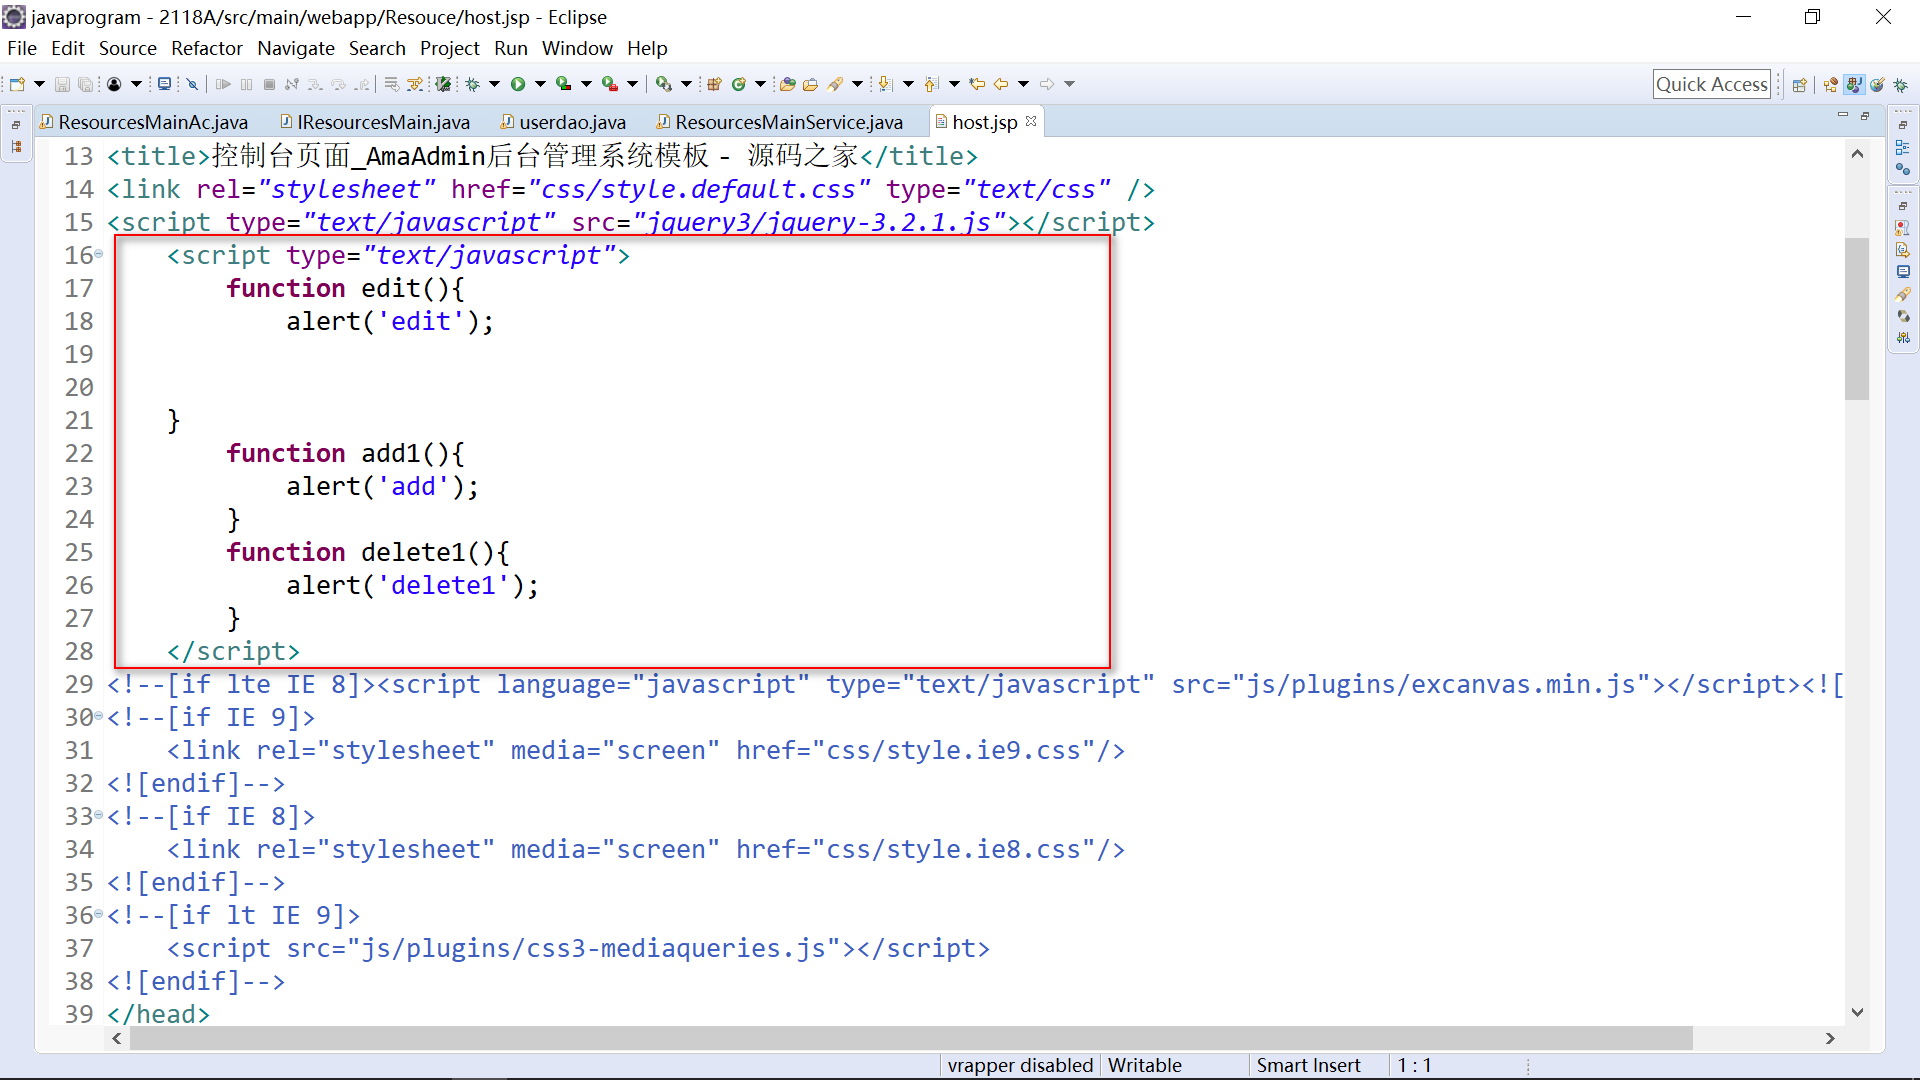 javaprogram - 2118A/src/main/webapp/Resouce/host.jsp - Eclipse
File Edit Source Refactor Navigate Search Project Run Window Help
Quick Access
ResourcesMainAc.java IResourcesMain.java userdao.java ResourcesMainService.java host.jsp
13 <title>控制台页面_AmaAdmin后台管理系统模板 - 源码之家</title>
14 <link rel="stylesheet" href="css/style.default.css" type="text/css" />
15 <script type="text/javascript" src="jquery3/jquery-3.2.1.js"></script>
16 <script type="text/javascript">
17 function edit(){
18 alert('edit');
19
20
21 }
22 function add1(){
23 alert('add');
24 }
25 function delete1(){
26 alert('delete1');
27 }
28 </script>
29 <!--[if lte IE 8]><script language="javascript" type="text/javascript" src="js/plugins/excanvas.min.js"></script><![
30 <!--[if IE 9]>
31 <link rel="stylesheet" media="screen" href="css/style.ie9.css"/>
32 <![endif]-->
33 <!--[if IE 8]>
34 <link rel="stylesheet" media="screen" href="css/style.ie8.css"/>
35 <![endif]-->
36 <!--[if lt IE 9]>
37 <script src="js/plugins/css3-mediaqueries.js"></script>
38 <![endif]-->
39 </head>
vrapper disabled Writable Smart Insert 1 : 1